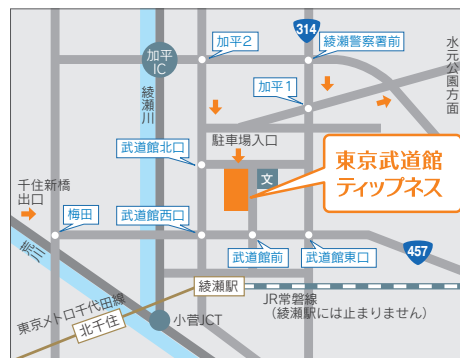 314
加平2
綾瀬警察署前
水元公園方面
加平
IC
綾瀬川
加平1
駐車場入口
武道館北口
文
東京武道館
ティップネス
千住新橋
出口
梅田
武道館西口
武道館前
武道館東口
457
荒川
綾瀬駅
JR常磐線
(綾瀬駅には止まりません)
東京メトロ千代田線
北千住
小菅JCT